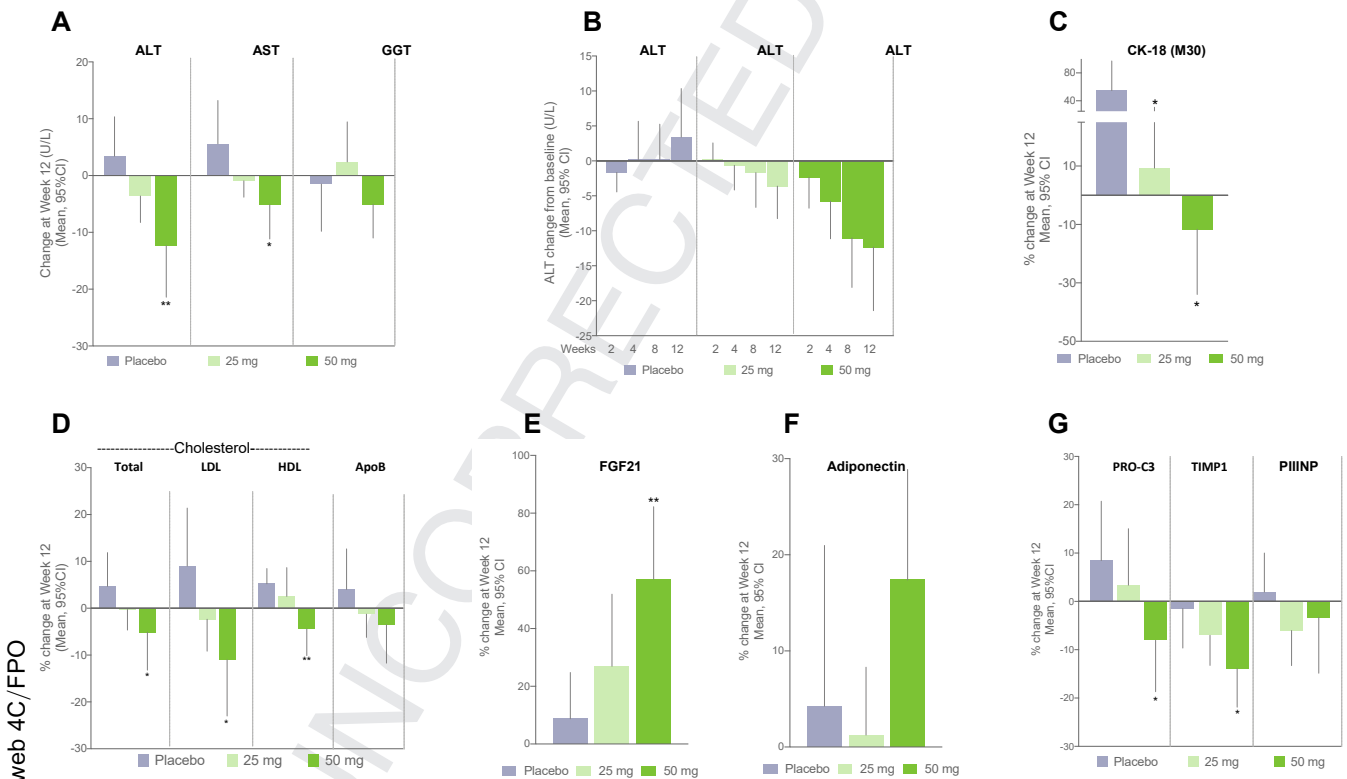 A
ALT AST GGT
Change at Week 12 (U/L)
(Mean, 95%CI)
20
10
0
-10
-20
-30
**
*
Placebo 25 mg 50 mg
B
ALT ALT ALT
ALT change from baseline (U/L)
(Mean, 95% CI)
15
10
5
0
-5
-10
-15
-20
-25
Weeks 2 4 8 12 2 4 8 12 2 4 8 12
Placebo 25 mg 50 mg
C
CK-18 (M30)
% change at Week 12
Mean, 95% CI
80
40
10
-10
-30
-50
*
*
Placebo 25 mg 50 mg
D
------------------Cholesterol-------------
Total LDL HDL ApoB
% change at Week 12
(Mean, 95%CI)
30
20
10
0
-10
-20
-30
*
*
**
Placebo 25 mg 50 mg
E
FGF21
% change at Week 12
Mean, 95% CI
100
80
60
40
20
0
**
Placebo 25 mg 50 mg
F
Adiponectin
% change at Week 12
Mean, 95% CI
30
20
10
0
Placebo 25 mg 50 mg
G
PRO-C3 TIMP1 PIIINP
% change at Week 12
Mean, 95%CI
30
20
10
0
-10
-20
-30
*
*
Placebo 25 mg 50 mg
web 4C/FPO
INCORRECTED